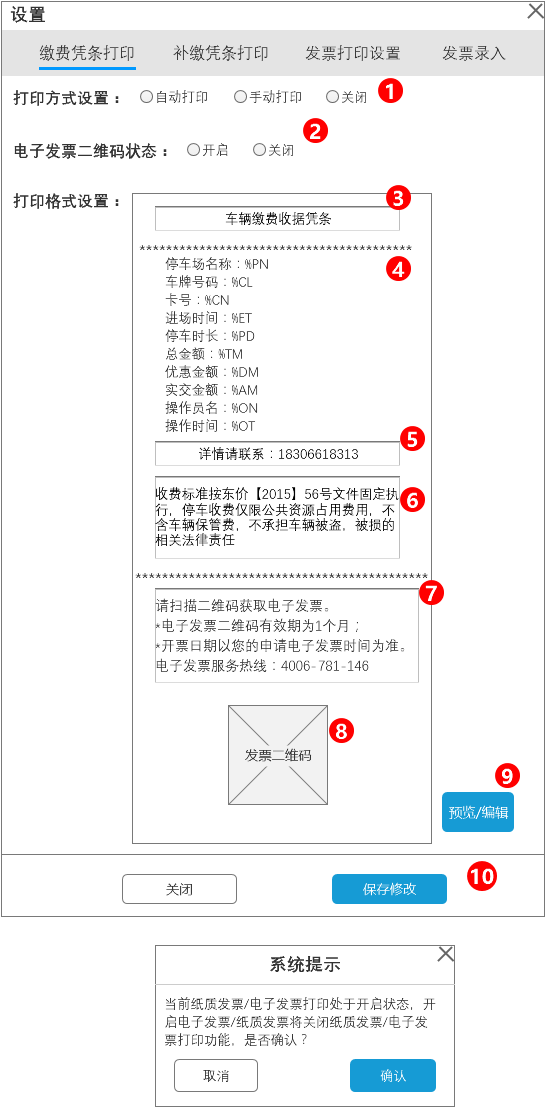 设置
缴费凭条打印 补缴凭条打印 发票打印设置 发票录入
打印方式设置： 自动打印 手动打印 关闭 1
电子发票二维码状态： 开启 关闭 2
打印格式设置： 3
车辆缴费收据凭条
*****************************************
停车场名称：%PN 4
车牌号码：%CL
卡号：%CN
进场时间：%ET
停车时长：%PD
总金额：%TM
优惠金额：%DM
实交金额：%AM
操作员名：%ON
操作时间：%OT
详情请联系：18306618313 5
收费标准按东价【2015】56号文件固定执 6
行，停车收费仅限公共资源占用费用，不
含车辆保管费，不承担车辆被盗，被损的
相关法律责任
********************************************
请扫描二维码获取电子发票。 7
*电子发票二维码有效期为1个月；
*开票日期以您的申请电子发票时间为准。
电子发票服务热线：4006-781-146
发票二维码 8
9
预览/编辑
关闭 保存修改 10
系统提示
当前纸质发票/电子发票打印处于开启状态，开
启电子发票/纸质发票将关闭纸质发票/电子发
票打印功能，是否确认？
取消 确认